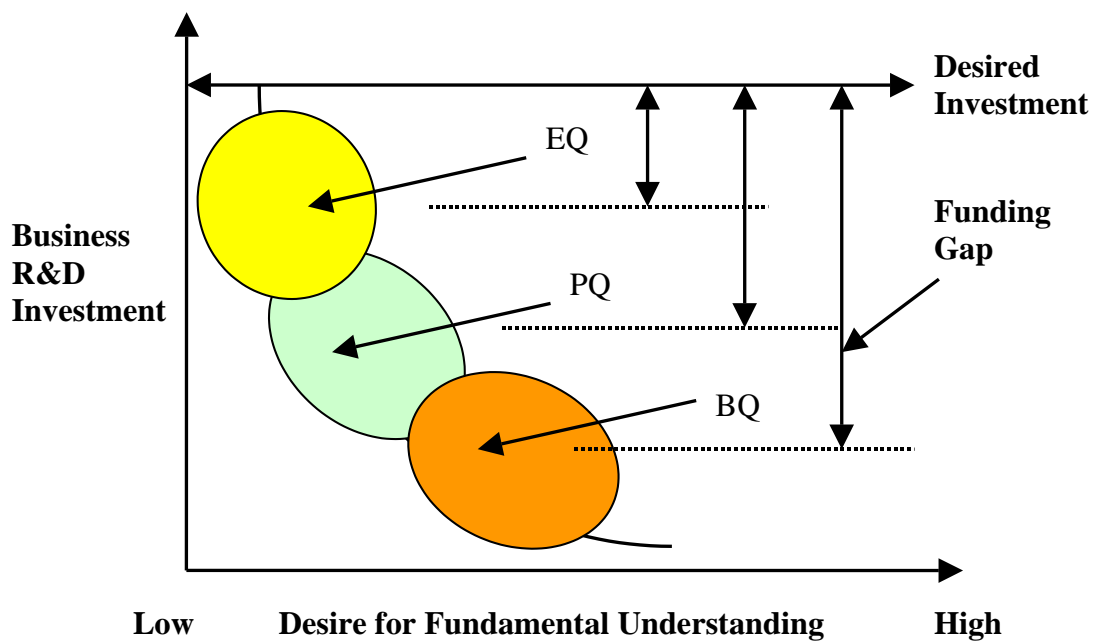 Desired
Investment
EQ
Funding
Gap
Business
R&D
Investment
PQ
BQ
Low Desire for Fundamental Understanding High